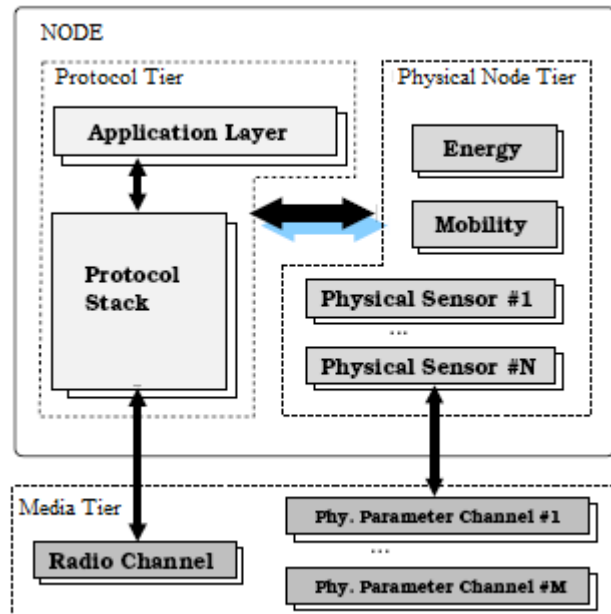 NODE
Protocol Tier
Physical Node Tier
Application Layer
Energy
Mobility
Protocol
Stack
Physical Sensor #1
...
Physical Sensor #N
Media Tier
Radio Channel
Phy. Parameter Channel #1
...
Phy. Parameter Channel #M